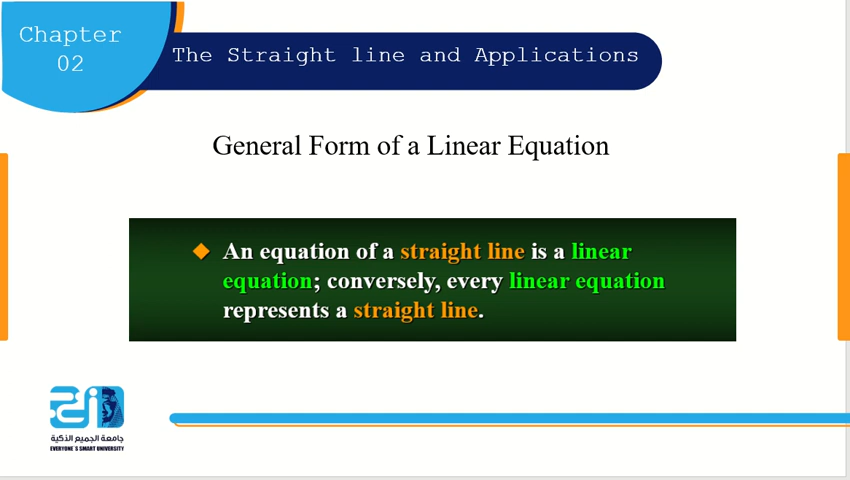 Chapter
02
The Straight line and Applications
General Form of a Linear Equation
An equation of a straight line is a linear
equation; conversely, every linear equation
represents a straight line.
جامعة الجميع الذكية
EVERYONE`S SMART UNIVERSITY